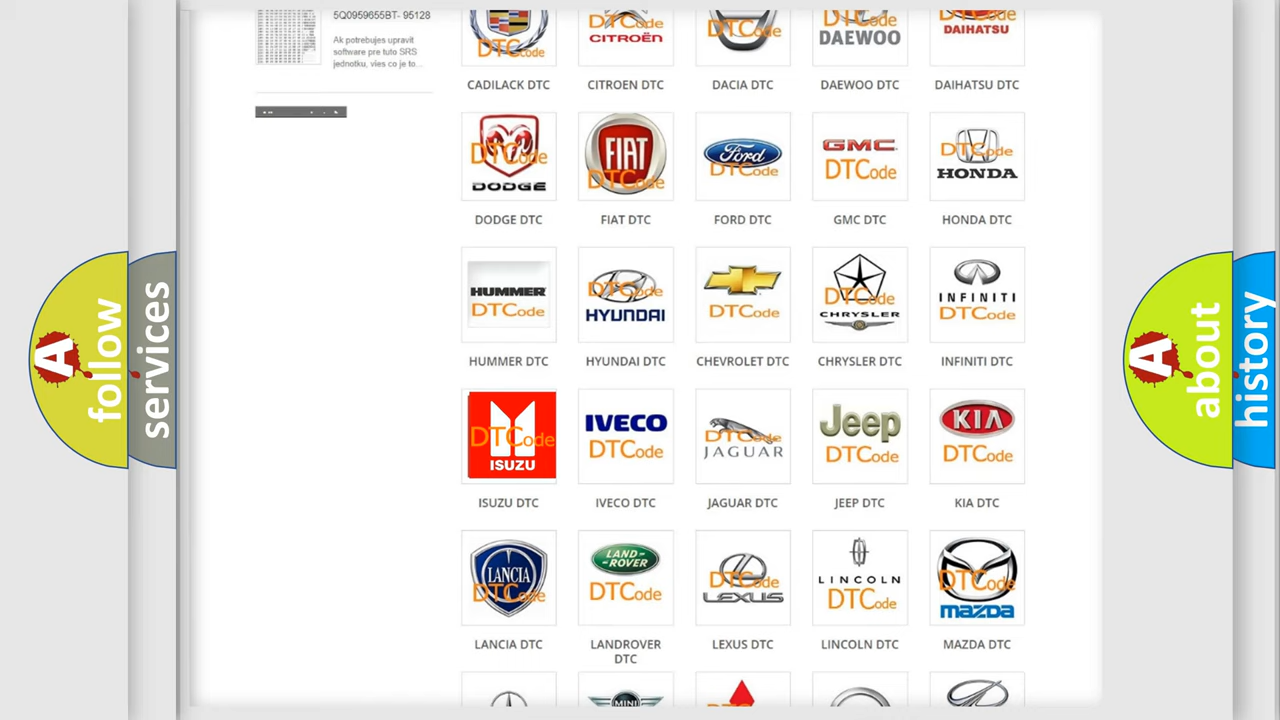 5Q0959655BT- 95128
Ak potrebujes upravit
software pre tuto SRS
jednotku, vies co je to...
DTCode
DTCode
CITROËN
DTCode
DAEWOO
DTCode
DAIHATSU
CADILACK DTC
CITROEN DTC
DACIA DTC
DAEWOO DTC
DAIHATSU DTC
DTCode
DODGE
FIAT
DTCode
Ford
DTCode
GMC
DTCode
DTCode
HONDA
DODGE DTC
FIAT DTC
FORD DTC
GMC DTC
HONDA DTC
HUMMER
DTCode
DTCode
HYUNDAI
DTCode
DTCode
CHRYSLER
INFINITI
DTCode
HUMMER DTC
HYUNDAI DTC
CHEVROLET DTC
CHRYSLER DTC
INFINITI DTC
DTCode
ISUZU
IVECO
DTCode
DTCode
JAGUAR
Jeep
DTCode
KIA
DTCode
ISUZU DTC
IVECO DTC
JAGUAR DTC
JEEP DTC
KIA DTC
LANCIA
DTCode
LAND-
ROVER
DTCode
DTCode
LEXUS
LINCOLN
DTCode
DTCode
mazda
LANCIA DTC
LANDROVER
DTC
LEXUS DTC
LINCOLN DTC
MAZDA DTC
MINI
A
follow
services
A
about
history